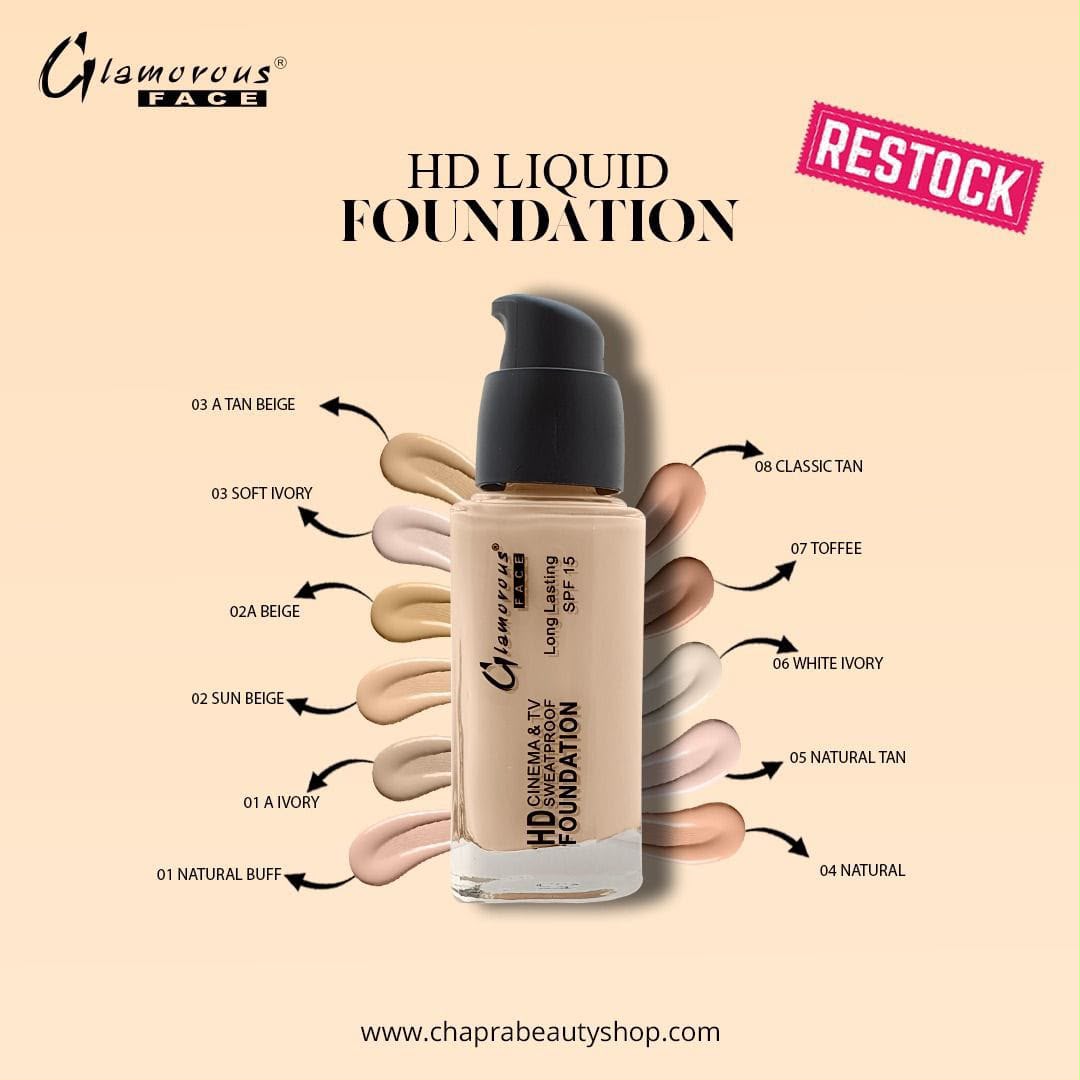 Glamorous®
FACE
RESTOCK
HD LIQUID
FOUNDATION
03 A TAN BEIGE
03 SOFT IVORY
02A BEIGE
02 SUN BEIGE
01 A IVORY
01 NATURAL BUFF
08 CLASSIC TAN
07 TOFFEE
06 WHITE IVORY
05 NATURAL TAN
04 NATURAL
Glamorous®
FACE
Long Lasting
SPF 15
HD CINEMA & TV
SWEATPROOF
FOUNDATION
www.chaprabeautyshop.com